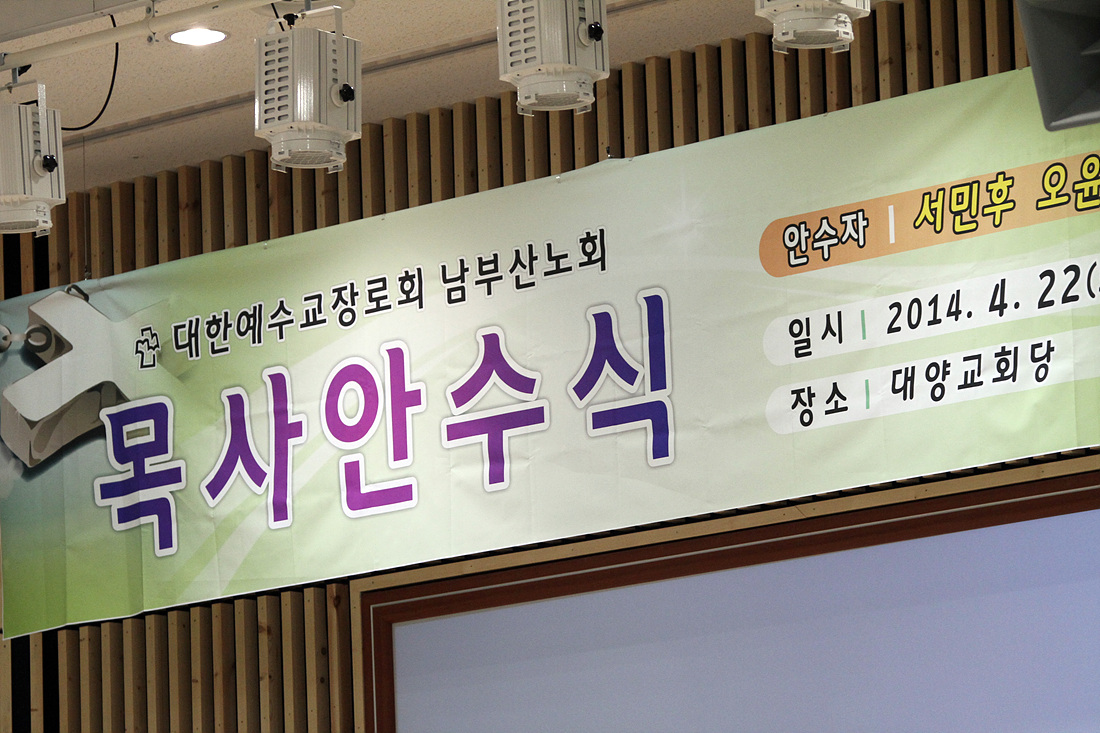 대한예수교장로회 남부산노회
목사안수식
안수자 | 서민후
일시 | 2014. 4. 22(
장소 | 대양교회당